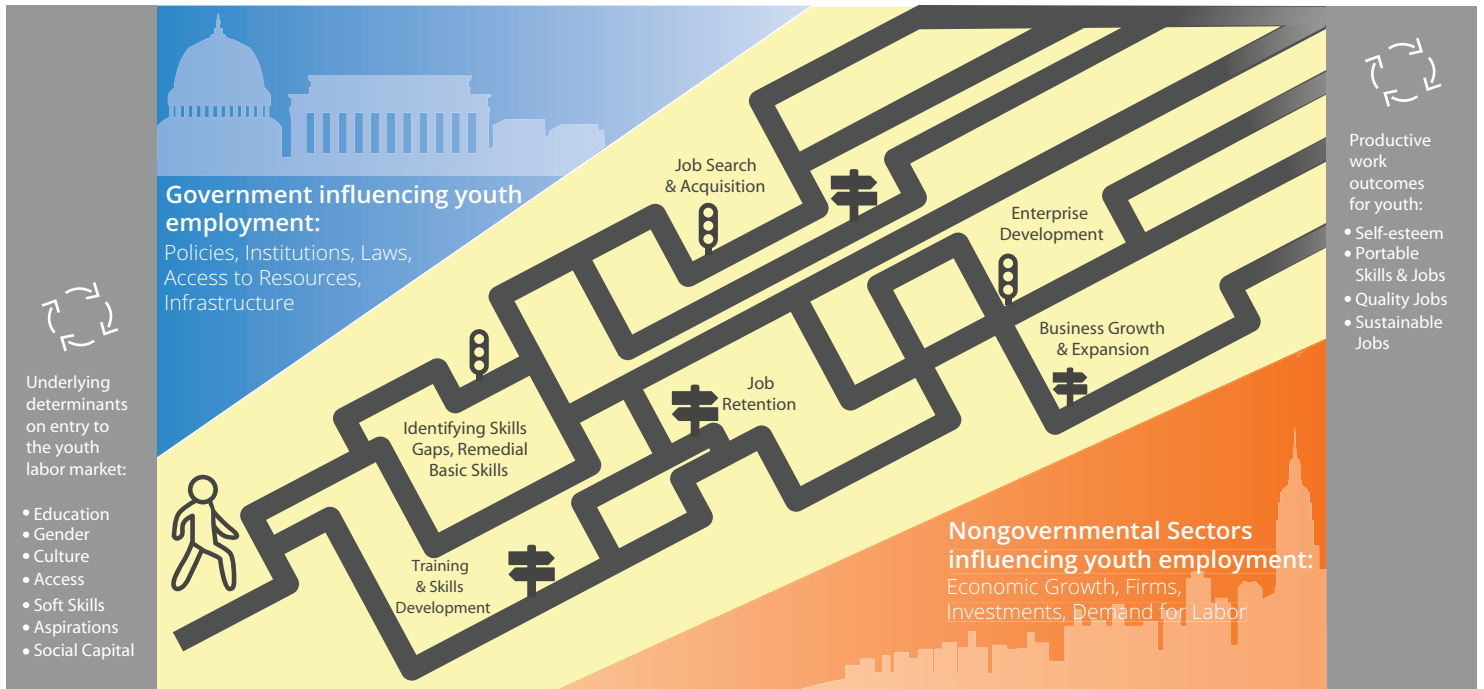 Underlying
determinants
on entry to
the youth
labor market:
• Education
• Gender
• Culture
• Access
• Soft Skills
• Aspirations
• Social Capital
Government influencing youth
employment:
Policies, Institutions, Laws,
Access to Resources,
Infrastructure
Job Search
& Acquisition
Enterprise
Development
Business Growth
& Expansion
Job
Retention
Identifying Skills
Gaps, Remedial
Basic Skills
Training
& Skills
Development
Nongovernmental Sectors
influencing youth employment:
Economic Growth, Firms,
Investments, Demand for Labor
Productive
work
outcomes
for youth:
• Self-esteem
• Portable
Skills & Jobs
• Quality Jobs
• Sustainable
Jobs